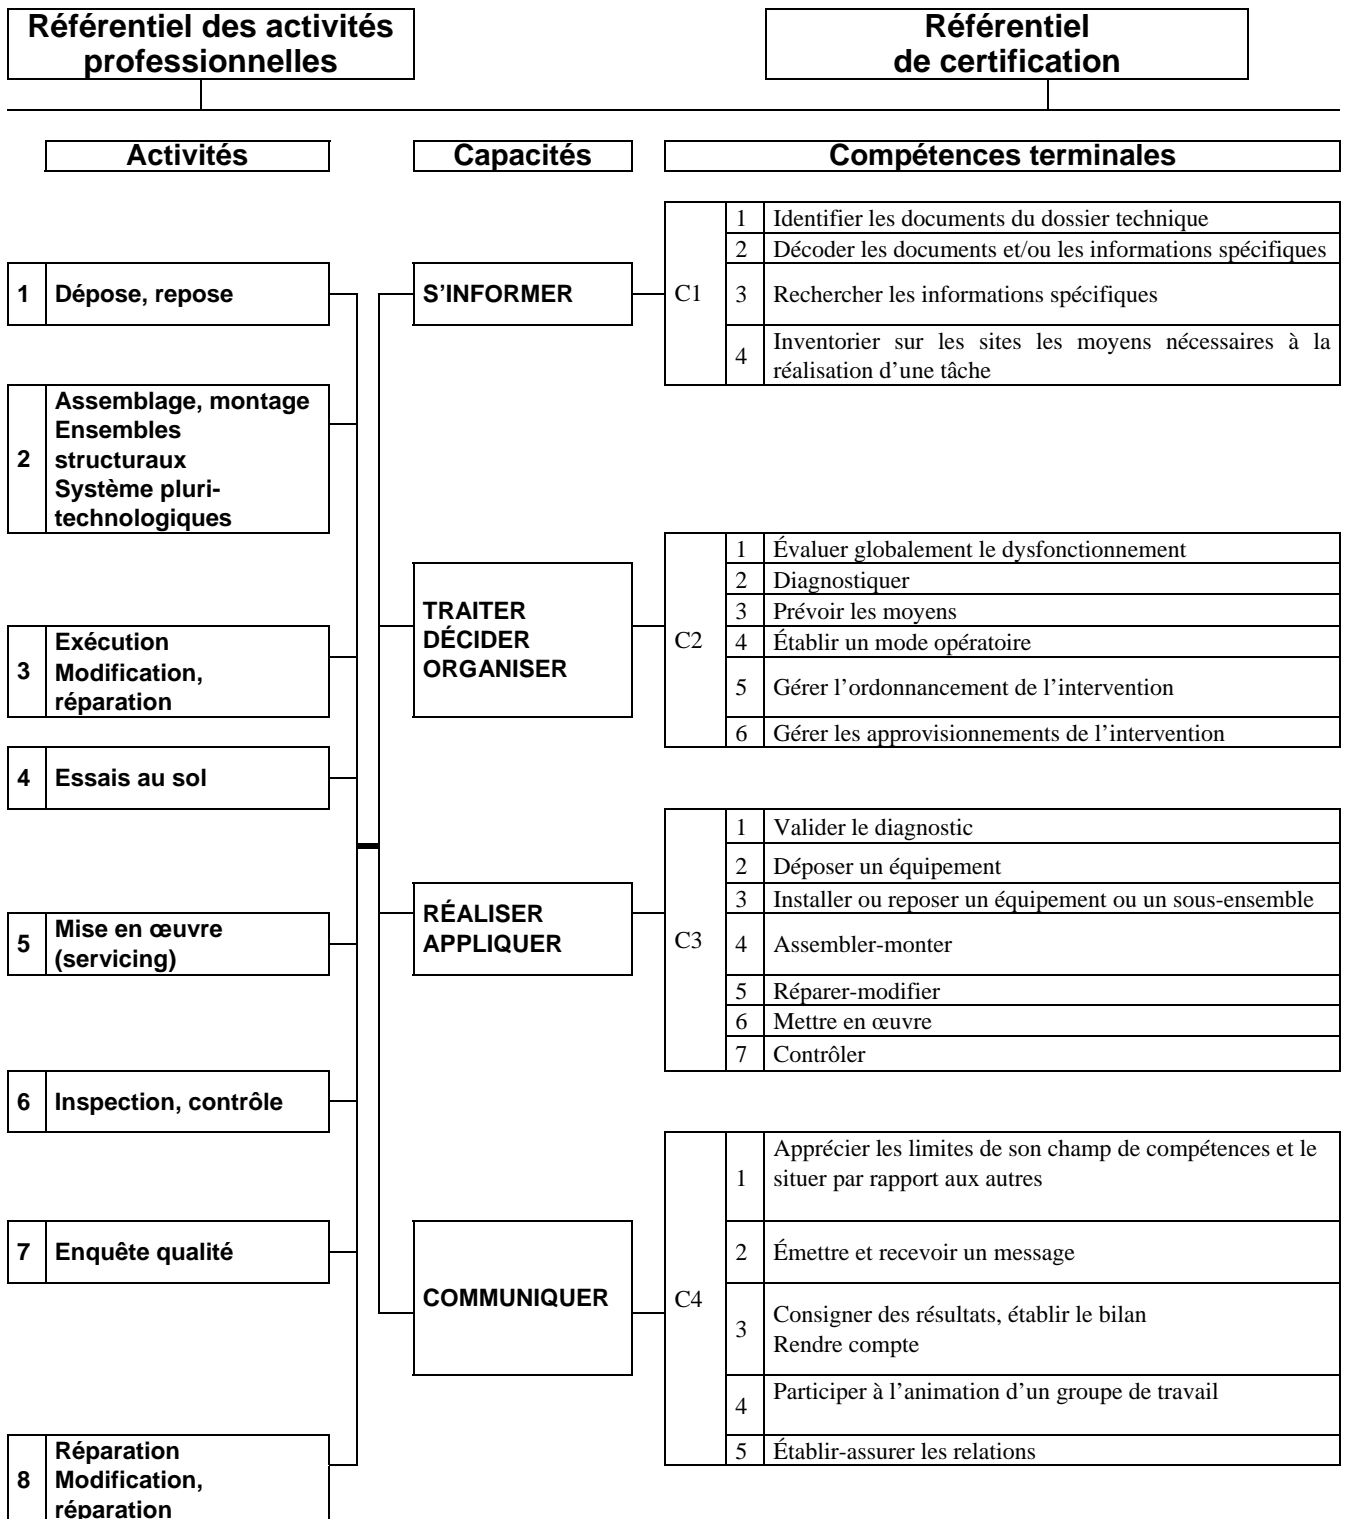 Référentiel des activités
professionnelles
Référentiel
de certification
Activités
Capacités
Compétences terminales
1 Dépose, repose
2 Assemblage, montage
Ensembles
structuraux
Système pluri-
technologiques
3 Exécution
Modification,
réparation
4 Essais au sol
5 Mise en œuvre
(servicing)
6 Inspection, contrôle
7 Enquête qualité
8 Réparation
Modification,
réparation
S’INFORMER
C1
1 Identifier les documents du dossier technique
2 Décoder les documents et/ou les informations spécifiques
3 Rechercher les informations spécifiques
4 Inventorier sur les sites les moyens nécessaires à la
réalisation d’une tâche
TRAITER
DÉCIDER
ORGANISER
C2
1 Évaluer globalement le dysfonctionnement
2 Diagnostiquer
3 Prévoir les moyens
4 Établir un mode opératoire
5 Gérer l’ordonnancement de l’intervention
6 Gérer les approvisionnements de l’intervention
RÉALISER
APPLIQUER
C3
1 Valider le diagnostic
2 Déposer un équipement
3 Installer ou reposer un équipement ou un sous-ensemble
4 Assembler-monter
5 Réparer-modifier
6 Mettre en œuvre
7 Contrôler
COMMUNIQUER
C4
1 Apprécier les limites de son champ de compétences et le
situer par rapport aux autres
2 Émettre et recevoir un message
3 Consigner des résultats, établir le bilan
Rendre compte
4 Participer à l’animation d’un groupe de travail
5 Établir-assurer les relations